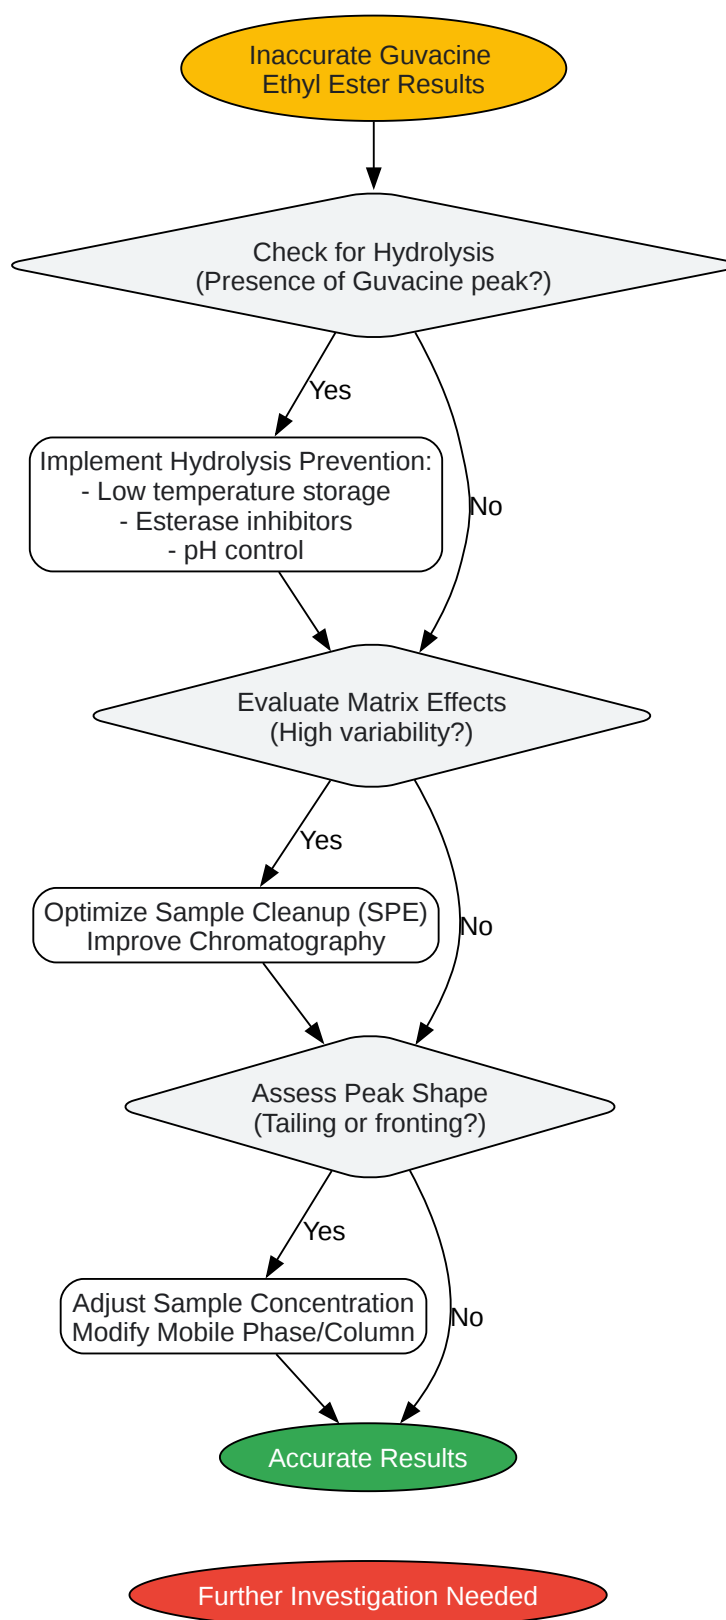 Inaccurate Guvacine
Ethyl Ester Results
Check for Hydrolysis
(Presence of Guvacine peak?)
Yes
Implement Hydrolysis Prevention:
- Low temperature storage
- Esterase inhibitors
- pH control
No
Evaluate Matrix Effects
(High variability?)
Yes
Optimize Sample Cleanup (SPE)
Improve Chromatography
No
Assess Peak Shape
(Tailing or fronting?)
Yes
Adjust Sample Concentration
Modify Mobile Phase/Column
No
Accurate Results
Further Investigation Needed